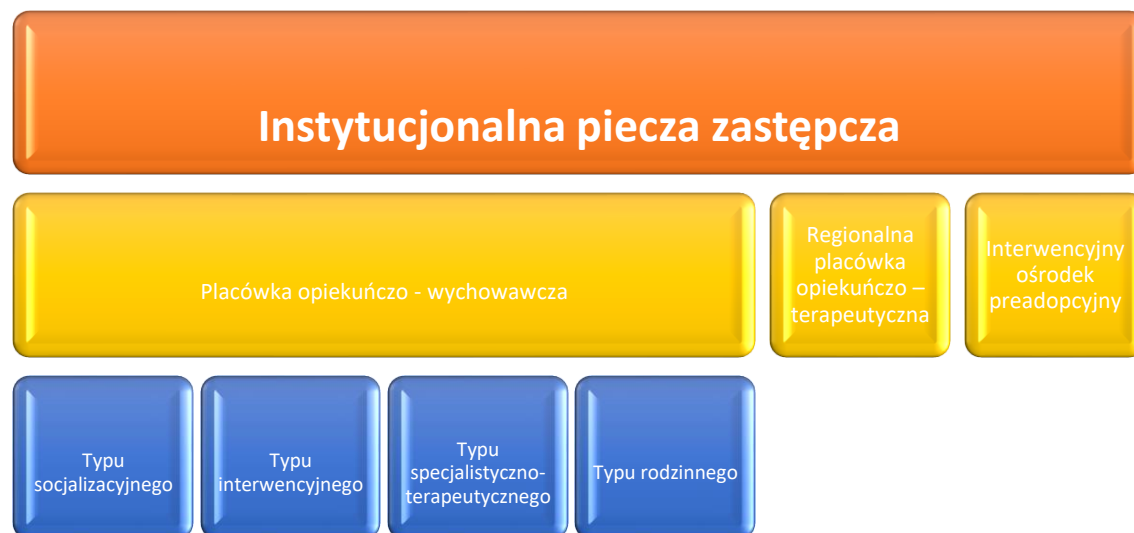 Instytucjonalna piecza zastępcza
Placówka opiekuńczo - wychowawcza
Regionalna
placówka
opiekuńczo –
terapeutyczna
Interwencyjny
ośrodek
preadopcyjny
Typu
socjalizacyjnego
Typu
interwencyjnego
Typu
specjalistyczno-
terapeutycznego
Typu rodzinnego